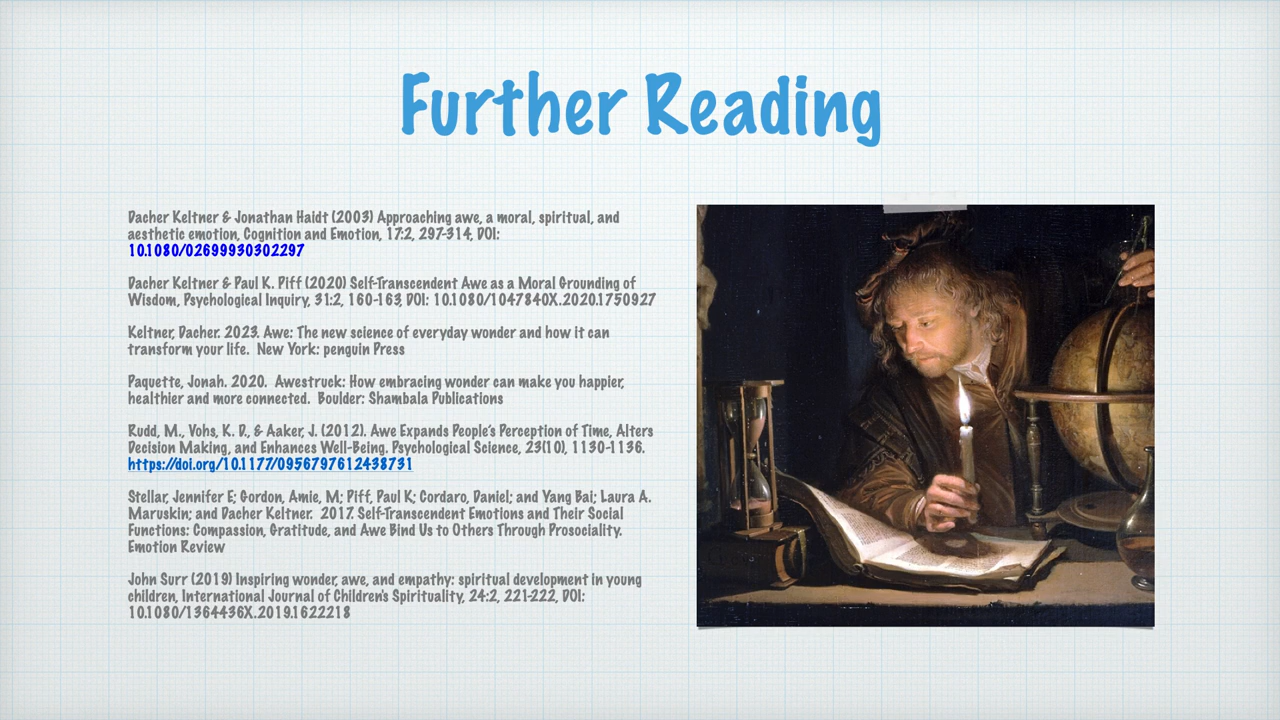 Further Reading
Dacher Keltner & Jonathan Haidt (2003) Approaching awe, a moral, spiritual, and
aesthetic emotion, Cognition and Emotion, 17:2, 297-314, DOI:
10.1080/02699930302297
Dacher Keltner & Paul K. Piff (2020) Self-Transcendent Awe as a Moral Grounding of
Wisdom, Psychological Inquiry, 31:2, 160-163, DOI: 10.1080/1047840X.2020.1750927
Keltner, Dacher. 2023. Awe: The new science of everyday wonder and how it can
transform your life.  New York: penguin Press
Paquette, Jonah. 2020.  Awestruck: How embracing wonder can make you happier,
healthier and more connected.  Boulder: Shambala Publications
Rudd, M., Vohs, K. D., & Aaker, J. (2012). Awe Expands People's Perception of Time, Alters
Decision Making, and Enhances Well-Being. Psychological Science, 23(10), 1130-1136.
https://doi.org/10.1177/0956797612438731
Stellar, Jennifer E; Gordon, Amie, M; Piff, Paul K; Cordaro, Daniel; and Yang Bai; Laura A.
Maruskin; and Dacher Keltner.  2017. Self-Transcendent Emotions and Their Social
Functions: Compassion, Gratitude, and Awe Bind Us to Others Through Prosociality.
Emotion Review
John Surr (2019) Inspiring wonder, awe, and empathy: spiritual development in young
children, International Journal of Children's Spirituality, 24:2, 221-222, DOI:
10.1080/1364436X.2019.1622218